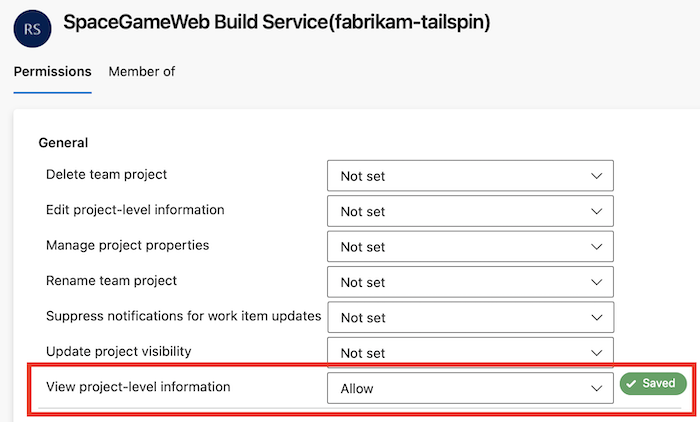 RS
SpaceGameWeb Build Service(fabrikam-tailspin)
Permissions Member of
General
Delete team project Not set
Edit project-level information Not set
Manage project properties Not set
Rename team project Not set
Suppress notifications for work item updates Not set
Update project visibility Not set
View project-level information Allow Saved